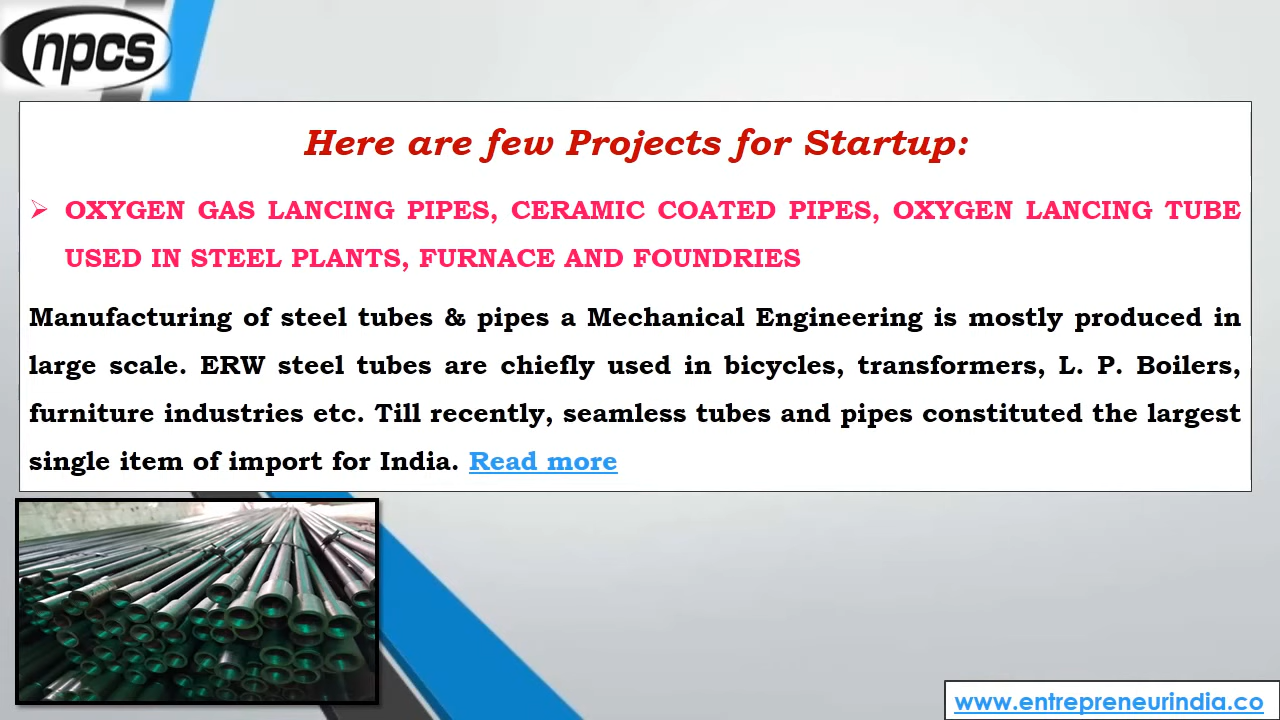 npcs
Here are few Projects for Startup:
OXYGEN GAS LANCING PIPES, CERAMIC COATED PIPES, OXYGEN LANCING TUBE
USED IN STEEL PLANTS, FURNACE AND FOUNDRIES
Manufacturing of steel tubes & pipes a Mechanical Engineering is mostly produced in
large scale. ERW steel tubes are chiefly used in bicycles, transformers, L. P. Boilers,
furniture industries etc. Till recently, seamless tubes and pipes constituted the largest
single item of import for India. Read more
www.entrepreneurindia.co